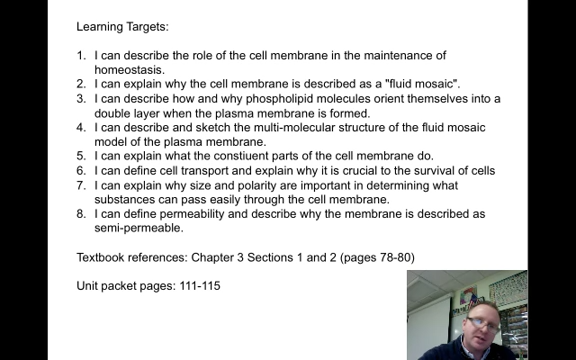 Learning Targets:
1. I can describe the role of the cell membrane in the maintenance of
homeostasis.
2. I can explain why the cell membrane is described as a "fluid mosaic".
3. I can describe how and why phospholipid molecules orient themselves into a
double layer when the plasma membrane is formed.
4. I can describe and sketch the multi-molecular structure of the fluid mosaic
model of the plasma membrane.
5. I can explain what the constiuent parts of the cell membrane do.
6. I can define cell transport and explain why it is crucial to the survival of cells
7. I can explain why size and polarity are important in determining what
substances can pass easily through the cell membrane.
8. I can define permeability and describe why the membrane is described as
semi-permeable.
Textbook references: Chapter 3 Sections 1 and 2 (pages 78-80)
Unit packet pages: 111-115